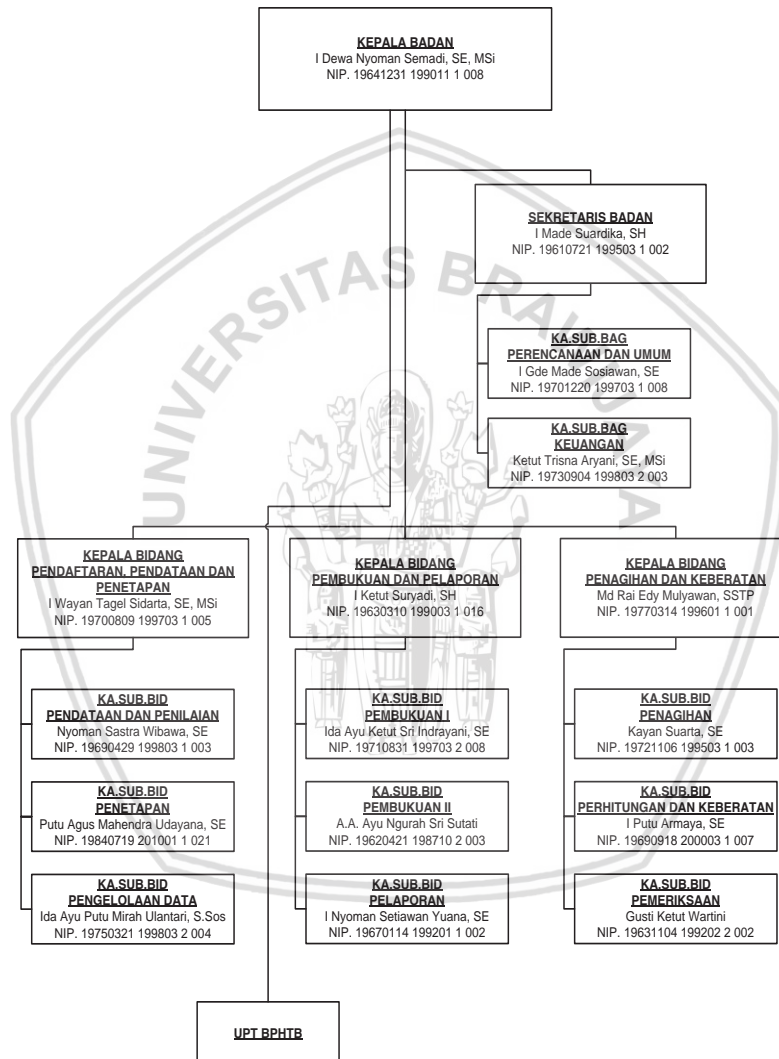 KEPALA BADAN
I Dewa Nyoman Semadi, SE, MSi
NIP. 19641231 199011 1 008
SEKRETARIS BADAN
I Made Suardika, SH
NIP. 19610721 199503 1 002
UNIVERSITAS BRAWIJAYA
KA.SUB.BAG
PERENCANAAN DAN UMUM
I Gde Made Sosiawan, SE
NIP. 19701220 199703 1 008
KA.SUB.BAG
KEUANGAN
Ketut Trisna Aryani, SE, MSi
NIP. 19730904 199803 2 003
KEPALA BIDANG
PENDAFTARAN, PENDATAAN DAN
PENETAPAN
I Wayan Tagel Sidarta, SE, MSi
NIP. 19700809 199703 1 005
KEPALA BIDANG
PEMBUKUAN DAN PELAPORAN
I Ketut Suryadi, SH
NIP. 19630310 199003 1 016
KEPALA BIDANG
PENAGIHAN DAN KEBERATAN
Md Rai Edy Mulyawan, SSTP
NIP. 19770314 199601 1 001
KA.SUB.BID
PENDATAAN DAN PENILAIAN
Nyoman Sastra Wibawa, SE
NIP. 19690429 199803 1 003
KA.SUB.BID
PEMBUKUAN I
Ida Ayu Ketut Sri Indrayani, SE
NIP. 19710831 199703 2 008
KA.SUB.BID
PENAGIHAN
Kayan Suarta, SE
NIP. 19721106 199503 1 003
KA.SUB.BID
PENETAPAN
Putu Agus Mahendra Udayana, SE
NIP. 19840719 201001 1 021
KA.SUB.BID
PEMBUKUAN II
A.A. Ayu Ngurah Sri Sutati
NIP. 19620421 198710 2 003
KA.SUB.BID
PERHITUNGAN DAN KEBERATAN
I Putu Armaya, SE
NIP. 19690918 200003 1 007
KA.SUB.BID
PENGELOLAAN DATA
Ida Ayu Putu Mirah Ulantari, S.Sos
NIP. 19750321 199803 2 004
KA.SUB.BID
PELAPORAN
I Nyoman Setiawan Yuana, SE
NIP. 19670114 199201 1 002
KA.SUB.BID
PEMERIKSAAN
Gusti Ketut Wartini
NIP. 19631104 199202 2 002
UPT BPHTB